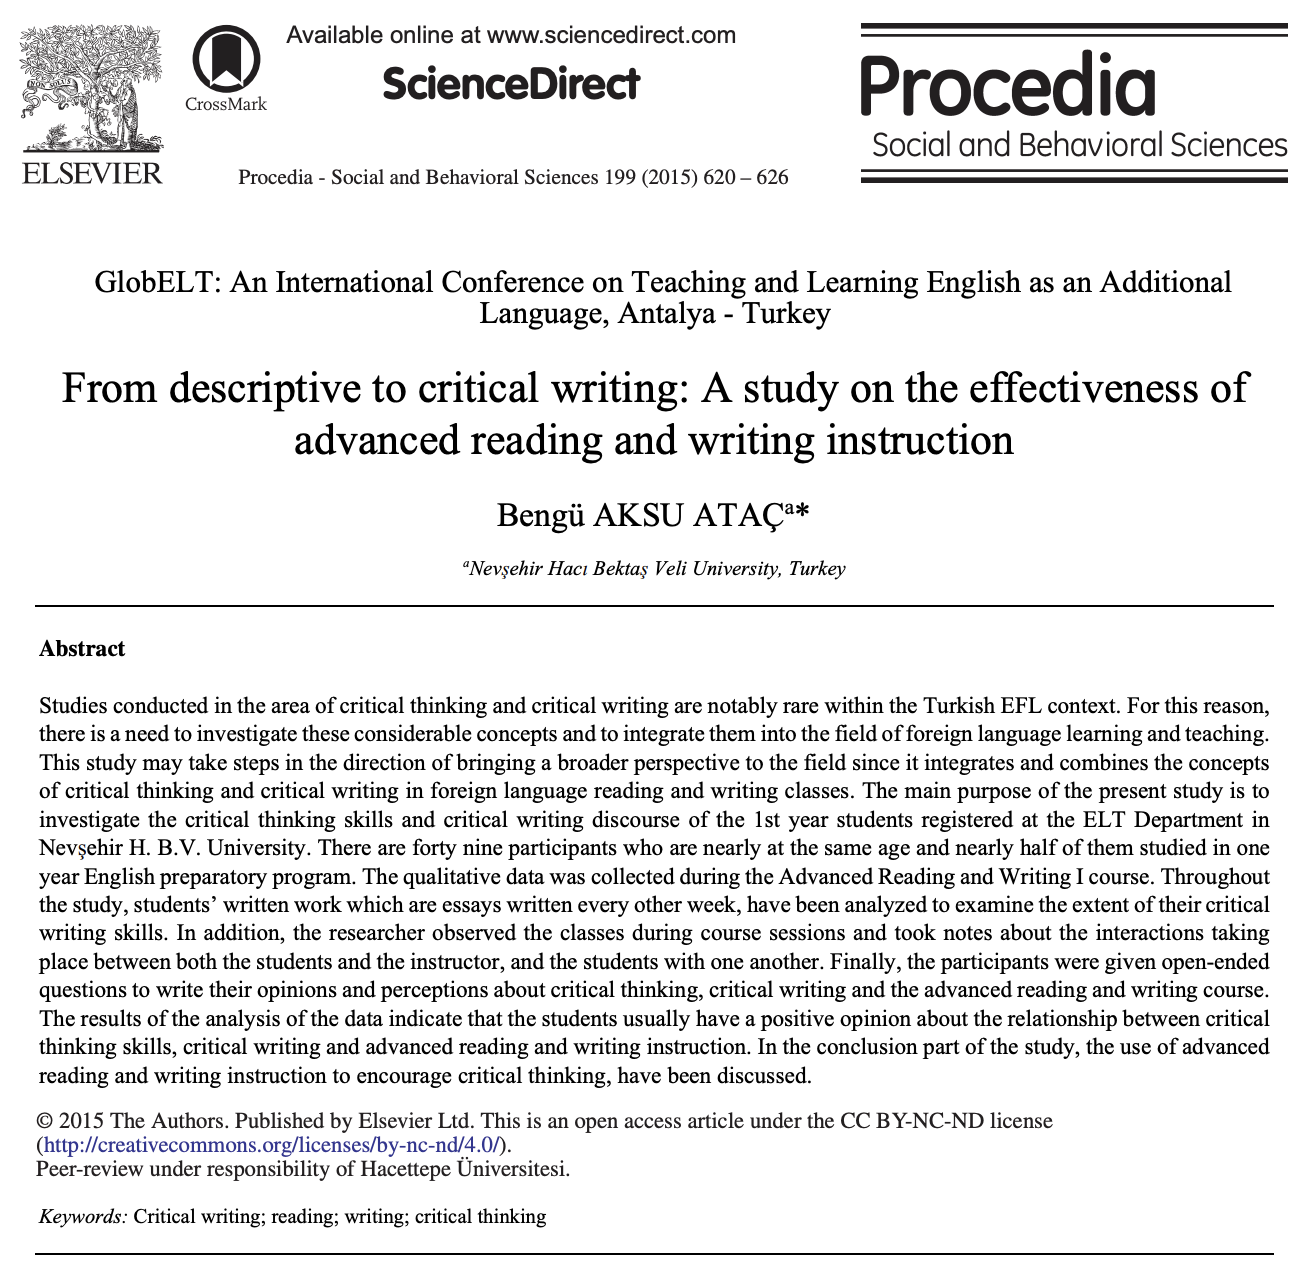 Available online at www.sciencedirect.com
CrossMark
ScienceDirect
ELSEVIER
Procedia - Social and Behavioral Sciences 199 (2015) 620 – 626
Procedia
Social and Behavioral Sciences
GlobELT: An International Conference on Teaching and Learning English as an Additional
Language, Antalya - Turkey
From descriptive to critical writing: A study on the effectiveness of
advanced reading and writing instruction
Bengü AKSU ATAÇa*
aNevşehir Hacı Bektaş Veli University, Turkey
Abstract
Studies conducted in the area of critical thinking and critical writing are notably rare within the Turkish EFL context. For this reason,
there is a need to investigate these considerable concepts and to integrate them into the field of foreign language learning and teaching.
This study may take steps in the direction of bringing a broader perspective to the field since it integrates and combines the concepts
of critical thinking and critical writing in foreign language reading and writing classes. The main purpose of the present study is to
investigate the critical thinking skills and critical writing discourse of the 1st year students registered at the ELT Department in
Nevşehir H. B.V. University. There are forty nine participants who are nearly at the same age and nearly half of them studied in one
year English preparatory program. The qualitative data was collected during the Advanced Reading and Writing I course. Throughout
the study, students’ written work which are essays written every other week, have been analyzed to examine the extent of their critical
writing skills. In addition, the researcher observed the classes during course sessions and took notes about the interactions taking
place between both the students and the instructor, and the students with one another. Finally, the participants were given open-ended
questions to write their opinions and perceptions about critical thinking, critical writing and the advanced reading and writing course.
The results of the analysis of the data indicate that the students usually have a positive opinion about the relationship between critical
thinking skills, critical writing and advanced reading and writing instruction. In the conclusion part of the study, the use of advanced
reading and writing instruction to encourage critical thinking, have been discussed.
© 2015 The Authors. Published by Elsevier Ltd. This is an open access article under the CC BY-NC-ND license
(http://creativecommons.org/licenses/by-nc-nd/4.0/).
Peer-review under responsibility of Hacettepe Üniversitesi.
Keywords: Critical writing; reading; writing; critical thinking